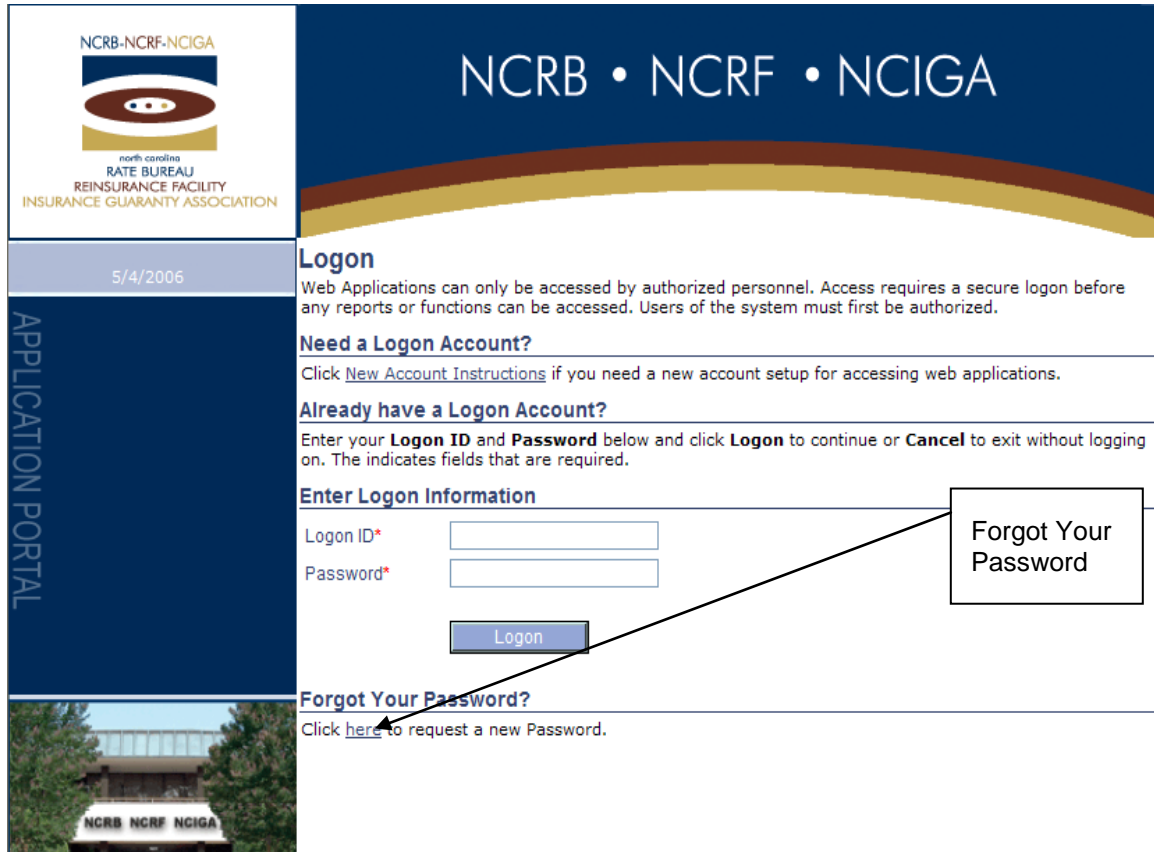 NCRB-NCRF-NCIGA
north carolina
RATE BUREAU
REINSURANCE FACILITY
INSURANCE GUARANTY ASSOCIATION
NCRB • NCRF • NCIGA
5/4/2006
APPLICATION PORTAL
Logon
Web Applications can only be accessed by authorized personnel. Access requires a secure logon before
any reports or functions can be accessed. Users of the system must first be authorized.
Need a Logon Account?
Click New Account Instructions if you need a new account setup for accessing web applications.
Already have a Logon Account?
Enter your Logon ID and Password below and click Logon to continue or Cancel to exit without logging
on. The indicates fields that are required.
Enter Logon Information
Logon ID*
Password*
Logon
Forgot Your
Password
Forgot Your Password?
Click here to request a new Password.
NCRB NCRF NCIGA